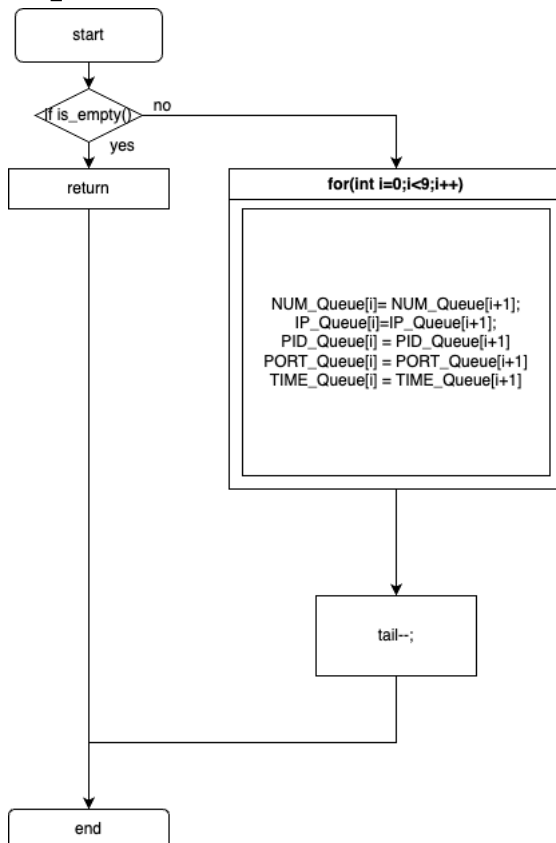 start
If is_empty()
no
yes
return
for(int i=0;i<9;i++)
NUM_Queue[i]= NUM_Queue[i+1];
IP_Queue[i]=IP_Queue[i+1];
PID_Queue[i] = PID_Queue[i+1]
PORT_Queue[i] = PORT_Queue[i+1]
TIME_Queue[i] = TIME_Queue[i+1]
tail--;
end